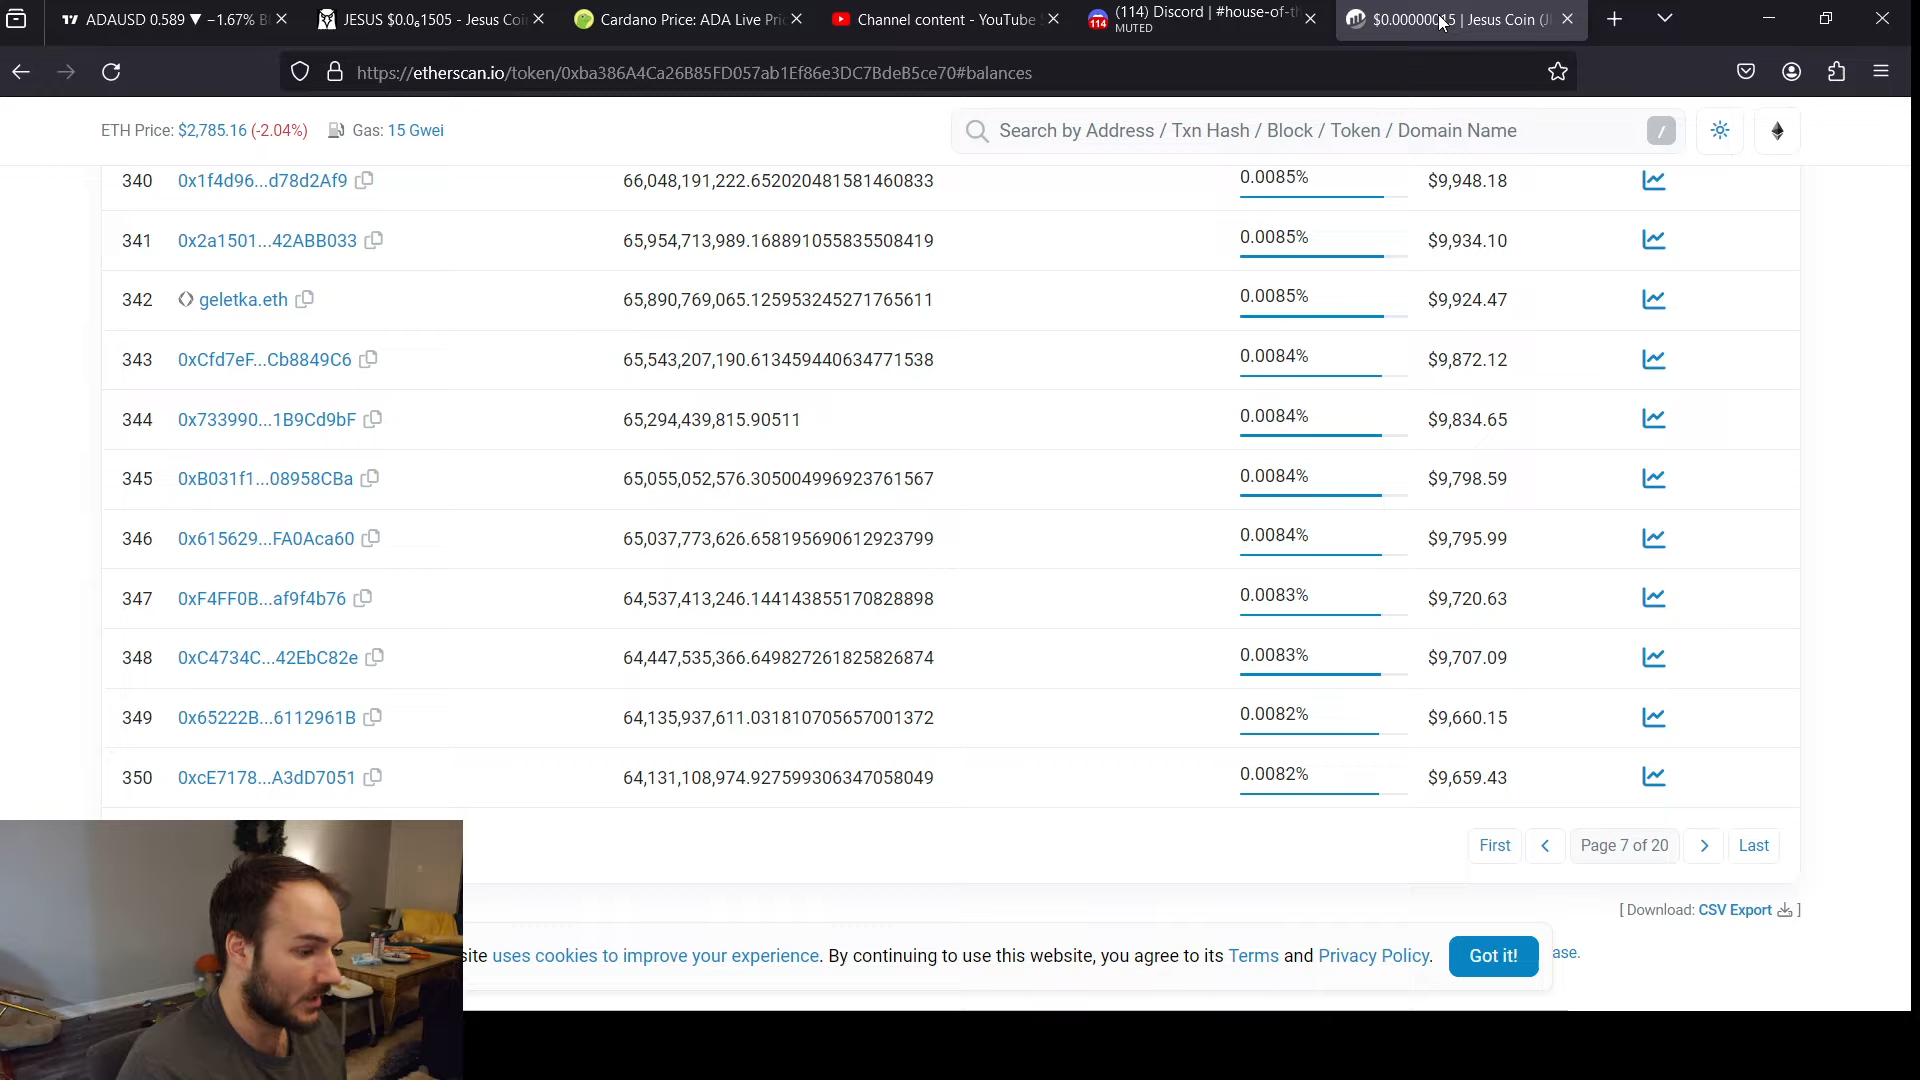 ADAUSD 0.589 ▼ −1.67%
JESUS $0.0₆1505 - Jesus Coi
Cardano Price: ADA Live Pri
Channel content - YouTube
(114) Discord | #house-of-th
MUTED
114
| Jesus Coin (J
https://etherscan.io/token/0xba386A4Ca26B85FD057ab1Ef86e3DC7BdeB5ce70#balances
ETH Price: $2,785.16 (-2.04%) Gas: 15 Gwei
Search by Address / Txn Hash / Block / Token / Domain Name /
340 0x1f4d96...d78d2Af9 66,048,191,222.652020481581460833 0.0085% $9,948.18
341 0x2a1501...42ABB033 65,954,713,989.168891055835508419 0.0085% $9,934.10
342 geletka.eth 65,890,769,065.125953245271765611 0.0085% $9,924.47
343 0xCfd7eF...Cb8849C6 65,543,207,190.613459440634771538 0.0084% $9,872.12
344 0x733990...1B9Cd9bF 65,294,439,815.90511 0.0084% $9,834.65
345 0xB031f1...08958CBa 65,055,052,576.305004996923761567 0.0084% $9,798.59
346 0x615629...FA0Aca60 65,037,773,626.658195690612923799 0.0084% $9,795.99
347 0xF4FF0B...af9f4b76 64,537,413,246.144143855170828898 0.0083% $9,720.63
348 0xC4734C...42EbC82e 64,447,535,366.649827261825826874 0.0083% $9,707.09
349 0x65222B...6112961B 64,135,937,611.031810705657001372 0.0082% $9,660.15
350 0xcE7178...A3dD7051 64,131,108,974.927599306347058049 0.0082% $9,659.43
First Page 7 of 20 Last
[ Download: CSV Export ]
site uses cookies to improve your experience. By continuing to use this website, you agree to its Terms and Privacy Policy. Got it! ase.